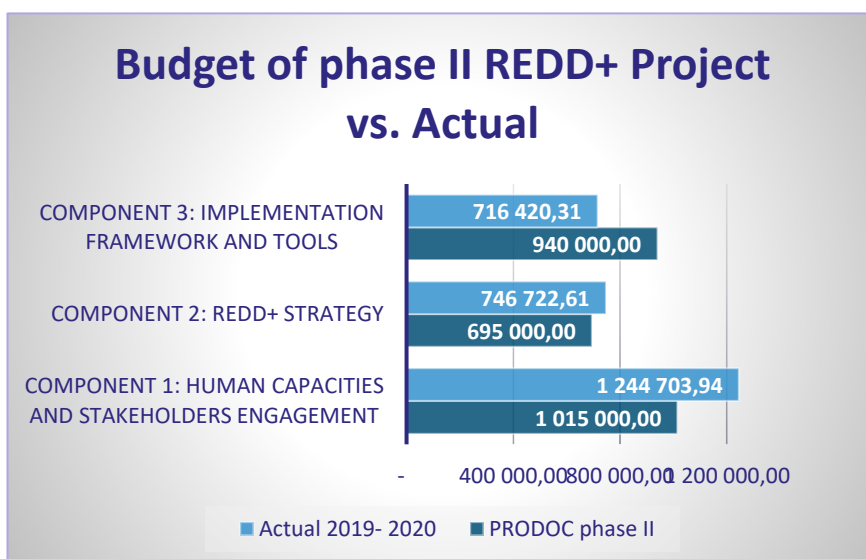 Budget of phase II REDD+ Project
vs. Actual
COMPONENT 3: IMPLEMENTATION
FRAMEWORK AND TOOLS
716 420,31
940 000,00
COMPONENT 2: REDD+ STRATEGY
746 722,61
695 000,00
COMPONENT 1: HUMAN CAPACITIES
AND STAKEHOLDERS ENGAGEMENT
1 244 703,94
1 015 000,00
- 400 000,00 800 000,00 1 200 000,00
Actual 2019- 2020 PRODOC phase II